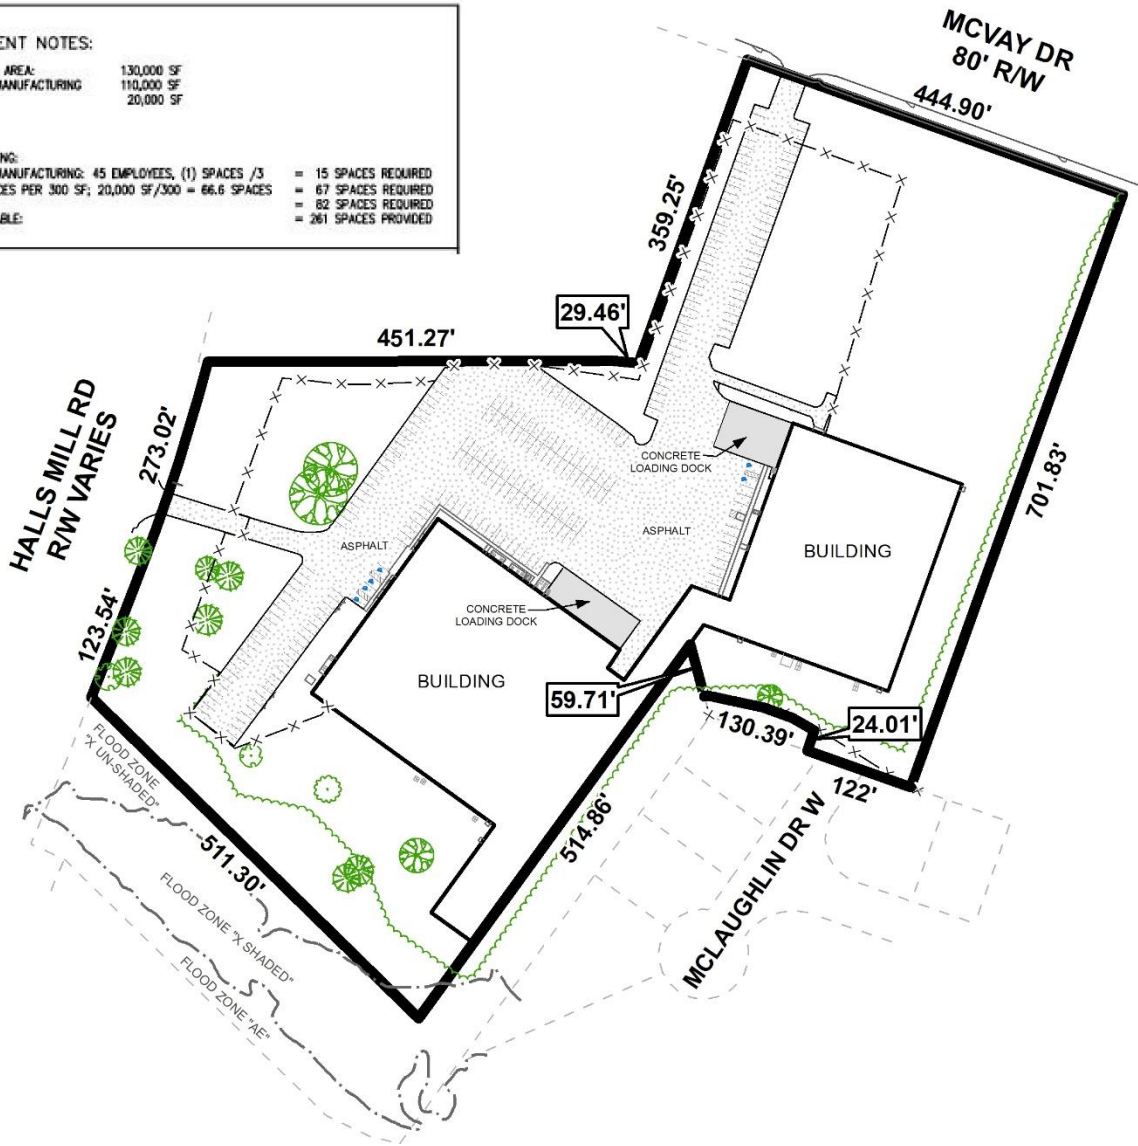 ENT NOTES:
AREA: 130,000 SF
MANUFACTURING 110,000 SF
20,000 SF
NG:
MANUFACTURING: 45 EMPLOYEES, (1) SPACES /3 = 15 SPACES REQUIRED
CES PER 300 SF; 20,000 SF/300 = 66.6 SPACES = 67 SPACES REQUIRED
= 82 SPACES REQUIRED
BLE: = 261 SPACES PROVIDED
MCVAY DR
80' R/W
444.90'
359.25'
29.46'
451.27'
HALLS MILL RD
R/W VARIES
273.02'
123.54'
701.83'
CONCRETE
LOADING DOCK
ASPHALT
BUILDING
ASPHALT
CONCRETE
LOADING DOCK
BUILDING
59.71'
130.39'
24.01'
122'
514.86'
MCLAUGHLIN DR W
FLOOD ZONE
"X UN-SHADED"
511.30'
FLOOD ZONE "X SHADED"
FLOOD ZONE "AE"